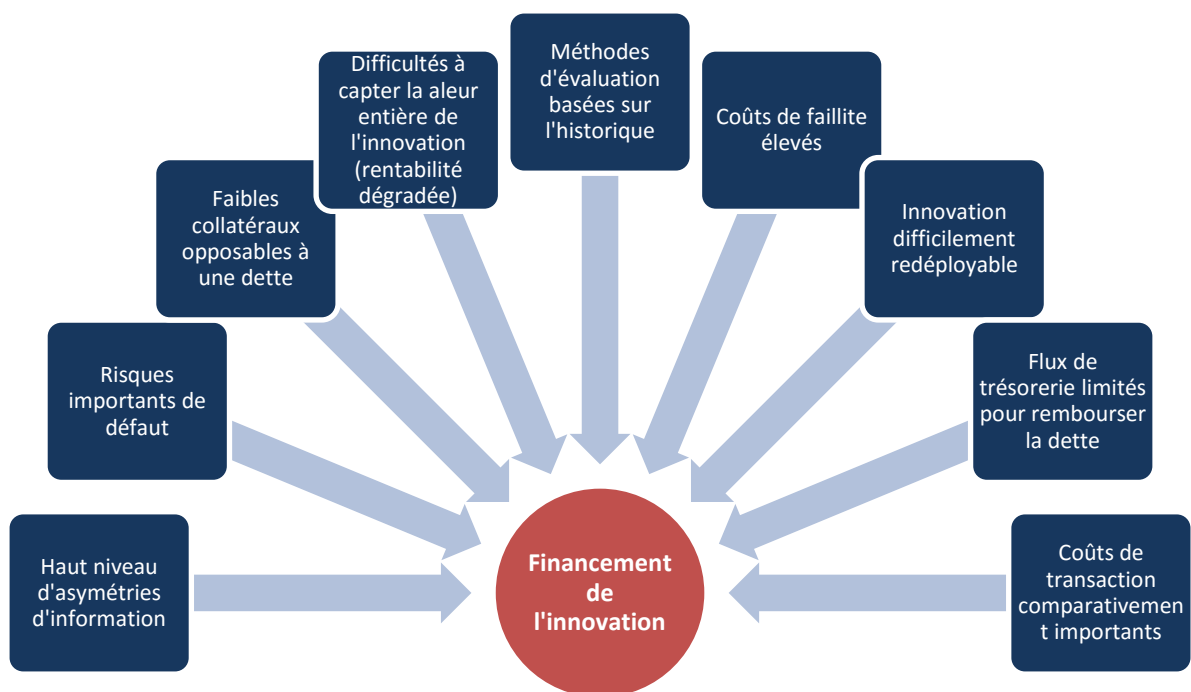 Haut niveau
d'asymétries
d'information
Risques
importants de
défaut
Faibles
collatéraux
opposables à
une dette
Difficultés à
capter la aleur
entière de
l'innovation
(rentabilité
dégradée)
Méthodes
d'évaluation
basées sur
l'historique
Coûts de faillite
élevés
Innovation
difficilement
redéployable
Flux de
trésorerie limités
pour rembourser
la dette
Coûts de
transaction
comparativemen
t importants
Financement
de
l'innovation